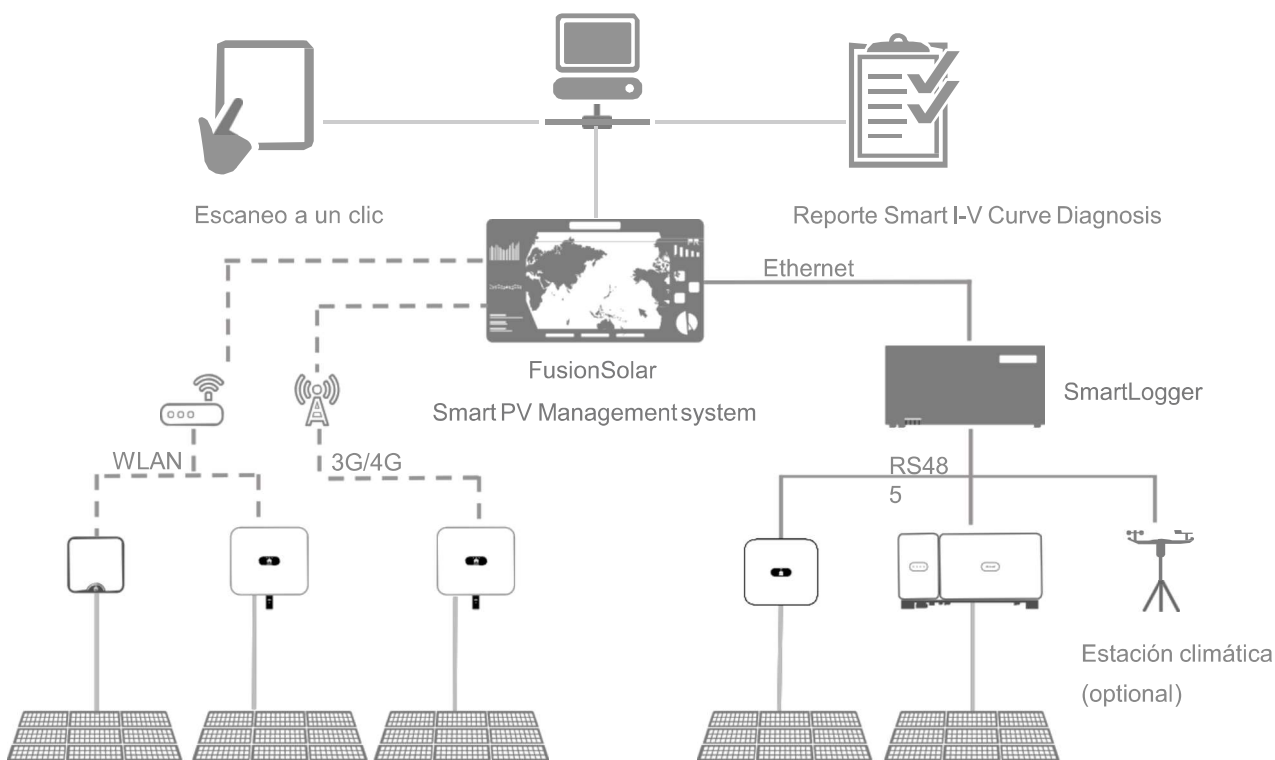 Escaneo a un clic
Reporte Smart I-V Curve Diagnosis
Ethernet
FusionSolar
Smart PV Management system
SmartLogger
WLAN
3G/4G
RS48
5
Estación climática
(optional)